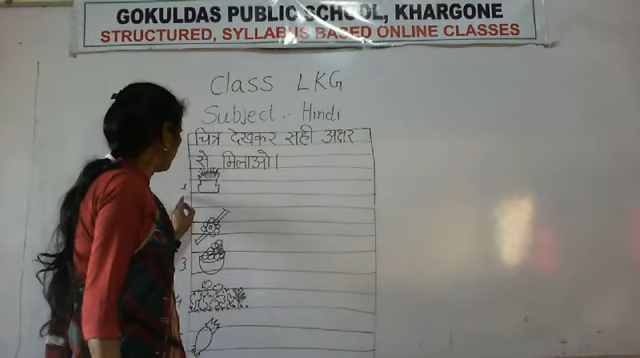 GOKULDAS PUBLIC SCHOOL, KHARGONE
STRUCTURED, SYLLABUS BASED ONLINE CLASSES
Class LKG
Subject :- Hindi
चित्र देखकर सही अक्षर
से मिलाओ।
1
3
4